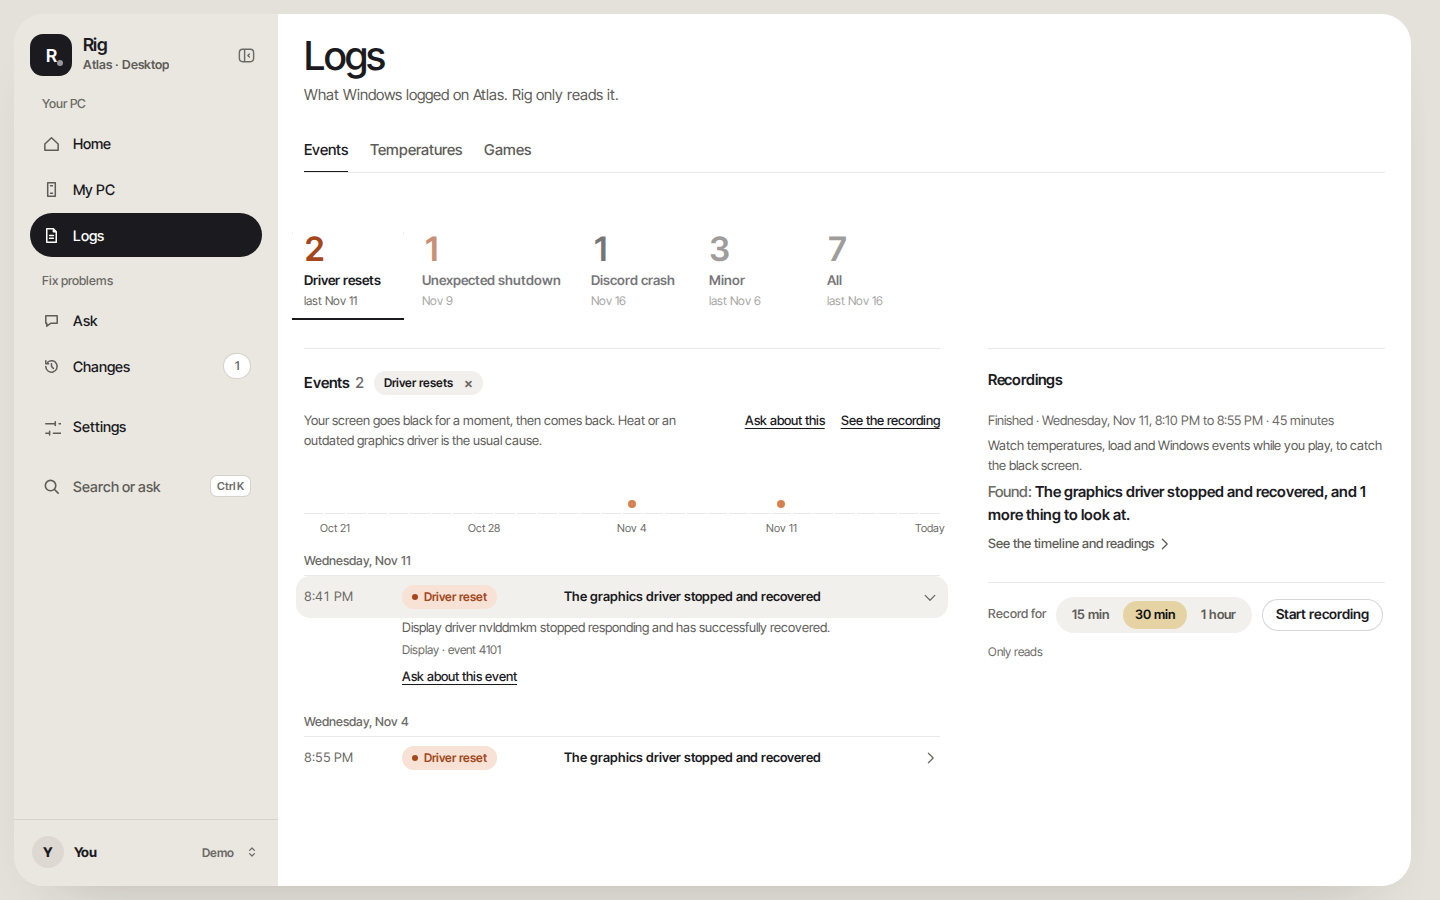 R
Rig
Atlas · Desktop
Your PC
Home
My PC
Logs
Fix problems
Ask
Changes
1
Settings
Search or ask
Ctrl K
Y
You
Demo
Logs
What Windows logged on Atlas. Rig only reads it.
Events
Temperatures
Games
2
Driver resets
last Nov 11
1
Unexpected shutdown
Nov 9
1
Discord crash
Nov 16
3
Minor
last Nov 6
7
All
last Nov 16
Events 2
Driver resets ×
Your screen goes black for a moment, then comes back. Heat or an
outdated graphics driver is the usual cause.
Ask about this
See the recording
Oct 21
Oct 28
Nov 4
Nov 11
Today
Wednesday, Nov 11
8:41 PM
Driver reset
The graphics driver stopped and recovered
Display driver nvlddmkm stopped responding and has successfully recovered.
Display · event 4101
Ask about this event
Wednesday, Nov 4
8:55 PM
Driver reset
The graphics driver stopped and recovered
Recordings
Finished · Wednesday, Nov 11, 8:10 PM to 8:55 PM · 45 minutes
Watch temperatures, load and Windows events while you play, to catch
the black screen.
Found: The graphics driver stopped and recovered, and 1
more thing to look at.
See the timeline and readings
Record for
15 min
30 min
1 hour
Start recording
Only reads